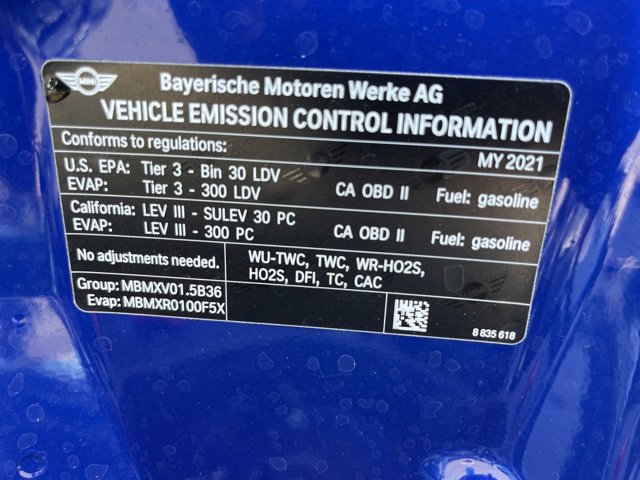 MINI
Bayerische Motoren Werke AG
VEHICLE EMISSION CONTROL INFORMATION
Conforms to regulations: MY 2021
U.S. EPA: Tier 3 - Bin 30 LDV
EVAP: Tier 3 - 300 LDV CA OBD II Fuel: gasoline
California: LEV III - SULEV 30 PC
EVAP: LEV III - 300 PC CA OBD II Fuel: gasoline
No adjustments needed. WU-TWC, TWC, WR-HO2S,
HO2S, DFI, TC, CAC
Group: MBMXV01.5B36
Evap: MBMXR0100F5X
8 835 618